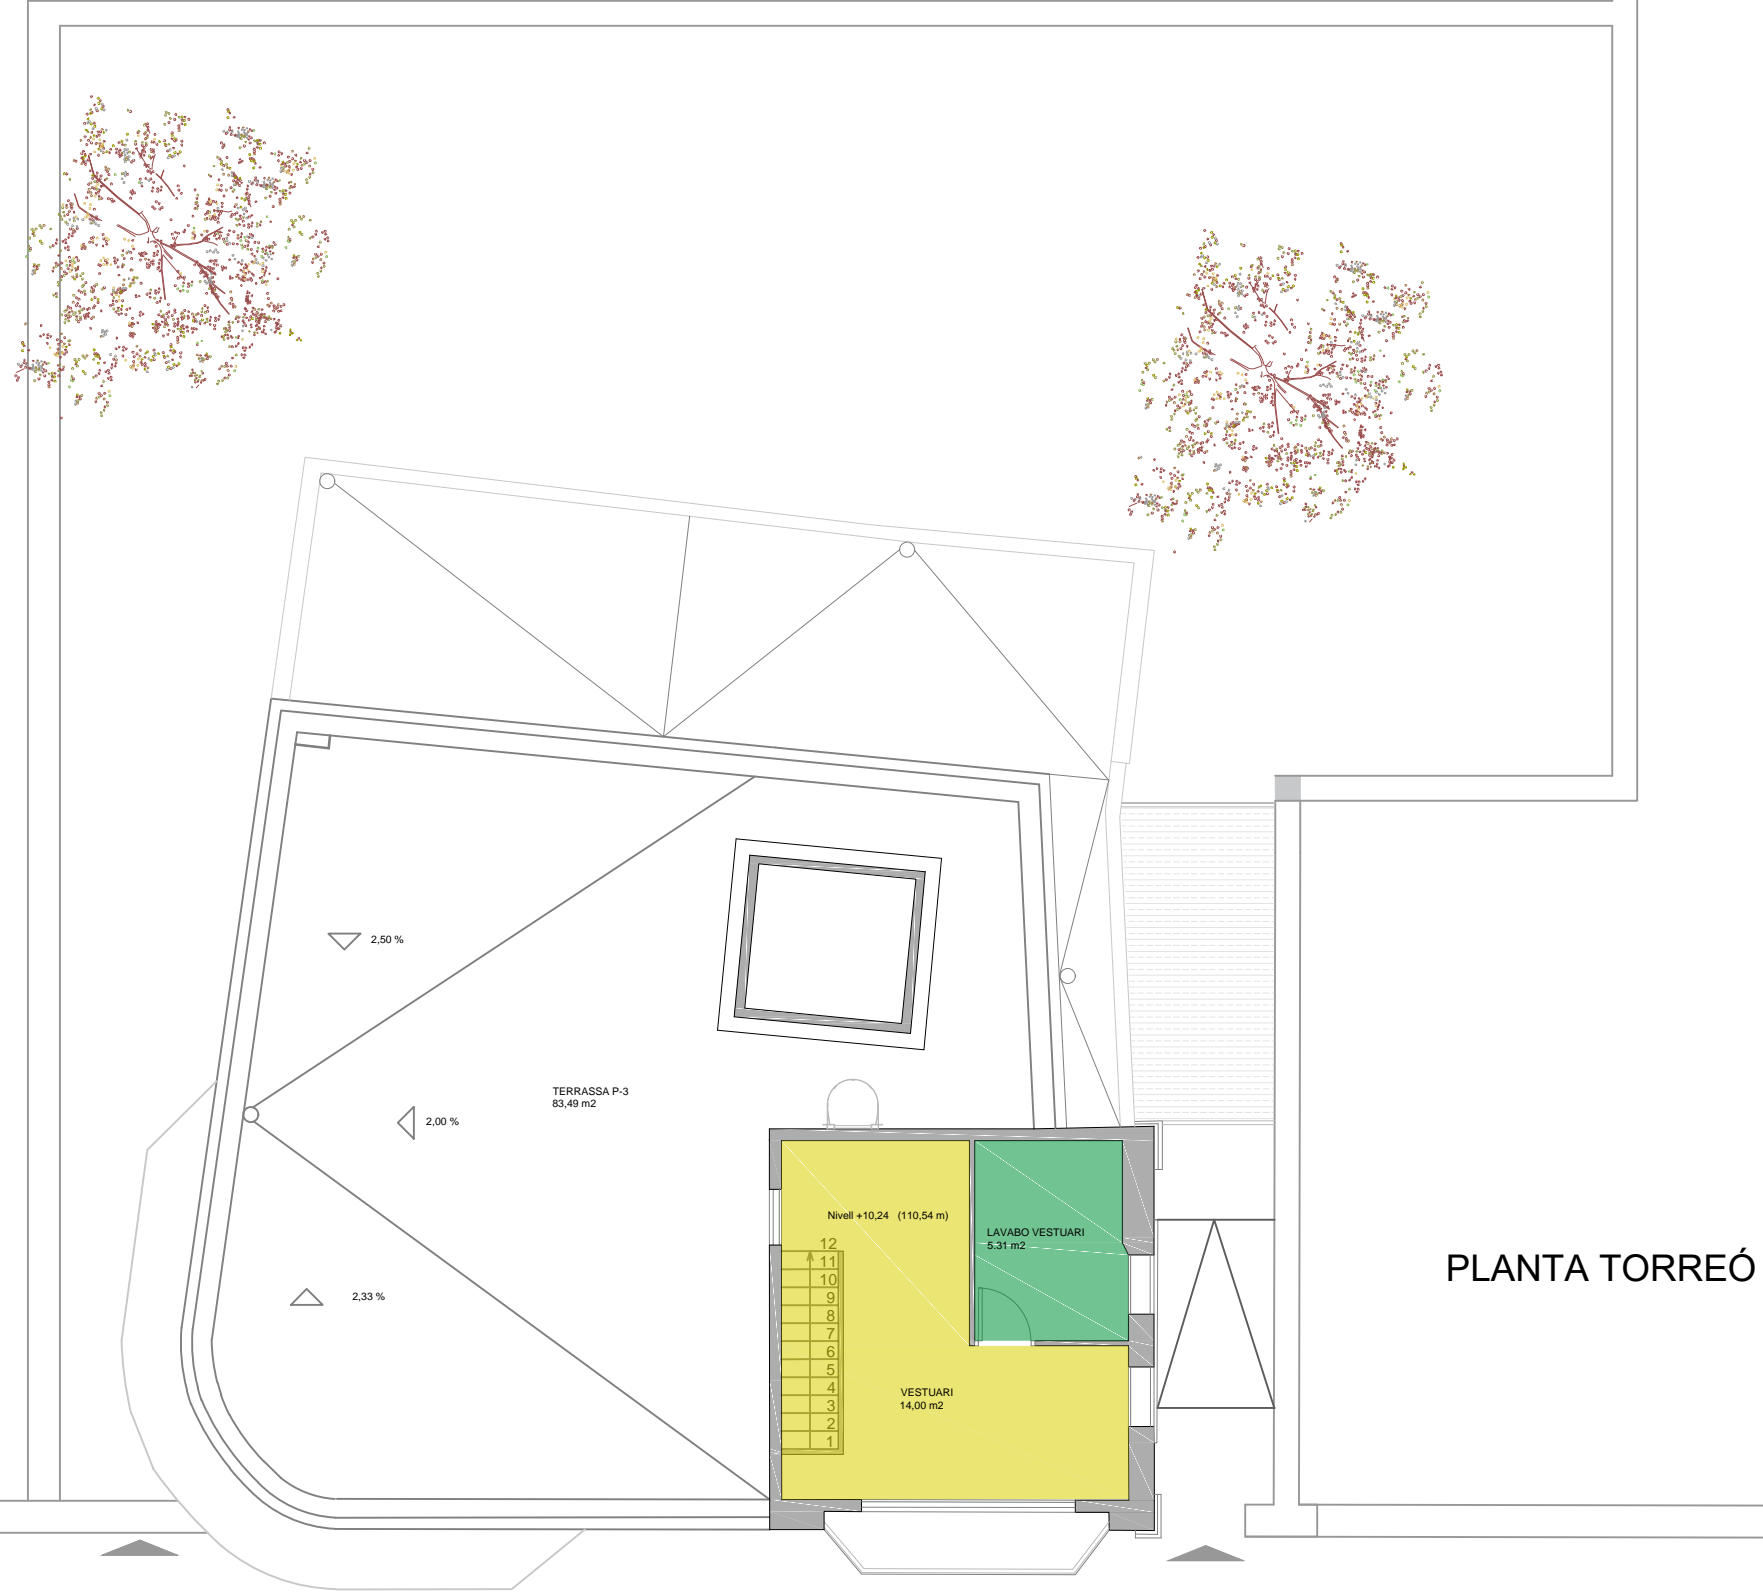 2,50 %
TERRASSA P-3
83,49 m2
2,00 %
Nivell +10,24   (110,54 m)
LAVABO VESTUARI
5.31 m2
12
11
10
9
8
7
6
5
4
3
2
1
PLANTA TORREÓ
2,33 %
VESTUARI
14,00 m2